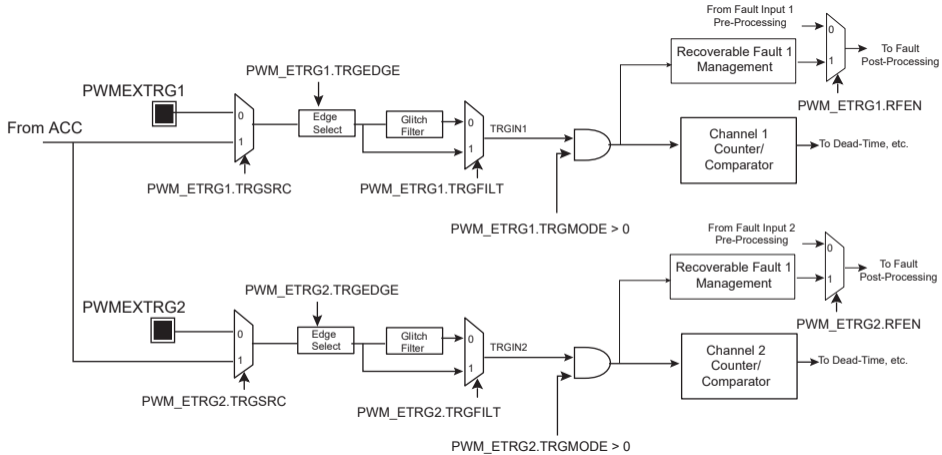 From Fault Input 1
Pre-Processing
0
Recoverable Fault 1
Management
1
To Fault
Post-Processing
PWM_ETRG1.RFEN
PWM_ETRG1.TRGEDGE
PWMEXTRG1
From ACC
0
1
Edge
Select
Glitch
Filter
0
1
TRGIN1
Channel 1
Counter/
Comparator
To Dead-Time, etc.
PWM_ETRG1.TRGSRC
PWM_ETRG1.TRGFILT
PWM_ETRG1.TRGMODE > 0
From Fault Input 2
Pre-Processing
0
Recoverable Fault 1
Management
1
To Fault
Post-Processing
PWM_ETRG2.RFEN
PWM_ETRG2.TRGEDGE
PWMEXTRG2
0
1
Edge
Select
Glitch
Filter
0
1
TRGIN2
Channel 2
Counter/
Comparator
To Dead-Time, etc.
PWM_ETRG2.TRGSRC
PWM_ETRG2.TRGFILT
PWM_ETRG2.TRGMODE > 0